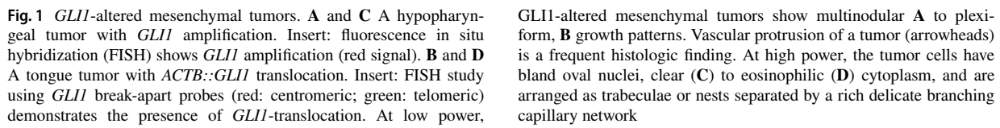 Fig. 1 GLI1-altered mesenchymal tumors. A and C A hypopharyn-
geal tumor with GLI1 amplification. Insert: fluorescence in situ
hybridization (FISH) shows GLI1 amplification (red signal). B and D
A tongue tumor with ACTB::GLI1 translocation. Insert: FISH study
using GLI1 break-apart probes (red: centromeric; green: telomeric)
demonstrates the presence of GLI1-translocation. At low power,
GLI1-altered mesenchymal tumors show multinodular A to plexi-
form, B growth patterns. Vascular protrusion of a tumor (arrowheads)
is a frequent histologic finding. At high power, the tumor cells have
bland oval nuclei, clear (C) to eosinophilic (D) cytoplasm, and are
arranged as trabeculae or nests separated by a rich delicate branching
capillary network